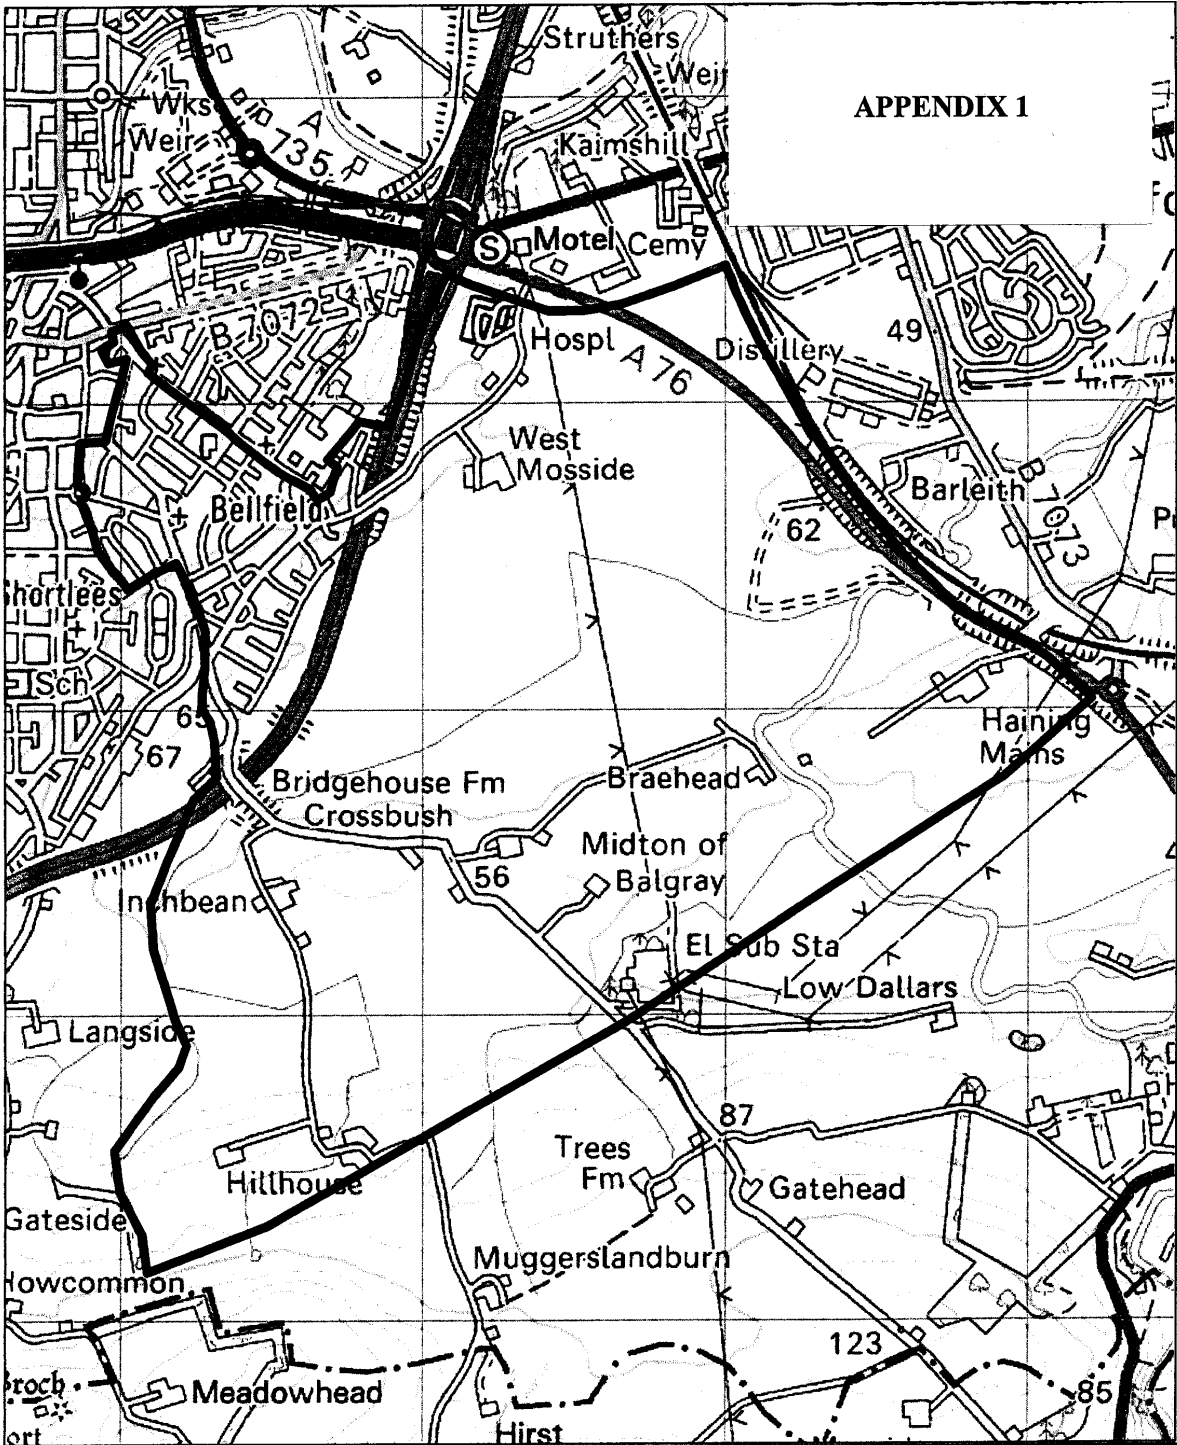 Struthers
Weir
APPENDIX 1
Wks
Weir
A 735
Kaimshill
S
Motel
Cemy
B 7072
Hospl
A 76
Distillery
49
West
Mosside
Bellfield
Barleith
B 7073
62
Shortlees
Sch
65
67
Haining
Mains
Bridgehouse Fm
Crossbush
Braehead
Midton of
Balgray
56
Inchbean
El Sub Sta
Low Dallars
Langside
87
Trees
Fm
Hillhouse
Gatehead
Gateside
Muggerslandburn
Howcommon
123
Broch
Meadowhead
85
Hirst